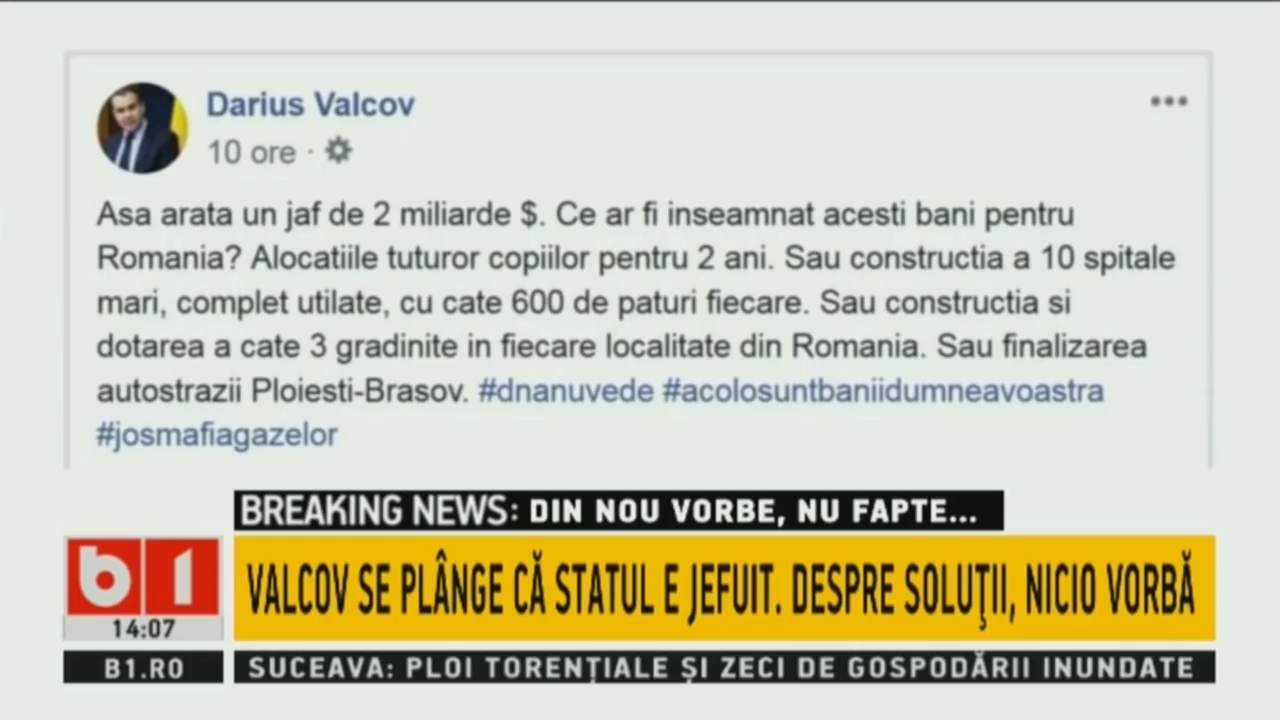 Darius Valcov
10 ore ·
Asa arata un jaf de 2 miliarde $. Ce ar fi inseamnat acesti bani pentru
Romania? Alocatiile tuturor copiilor pentru 2 ani. Sau constructia a 10 spitale
mari, complet utilate, cu cate 600 de paturi fiecare. Sau constructia si
dotarea a cate 3 gradinite in fiecare localitate din Romania. Sau finalizarea
autostrazii Ploiesti-Brasov. #dnanuvede #acolosuntbaniidumneavoastra
#josmafiagazelor
BREAKING NEWS: DIN NOU VORBE, NU FAPTE...
b1
VALCOV SE PLÂNGE CĂ STATUL E JEFUIT. DESPRE SOLUŢII, NICIO VORBĂ
14:07
B1.RO
SUCEAVA: PLOI TORENȚIALE ȘI ZECI DE GOSPODĂRII INUNDATE